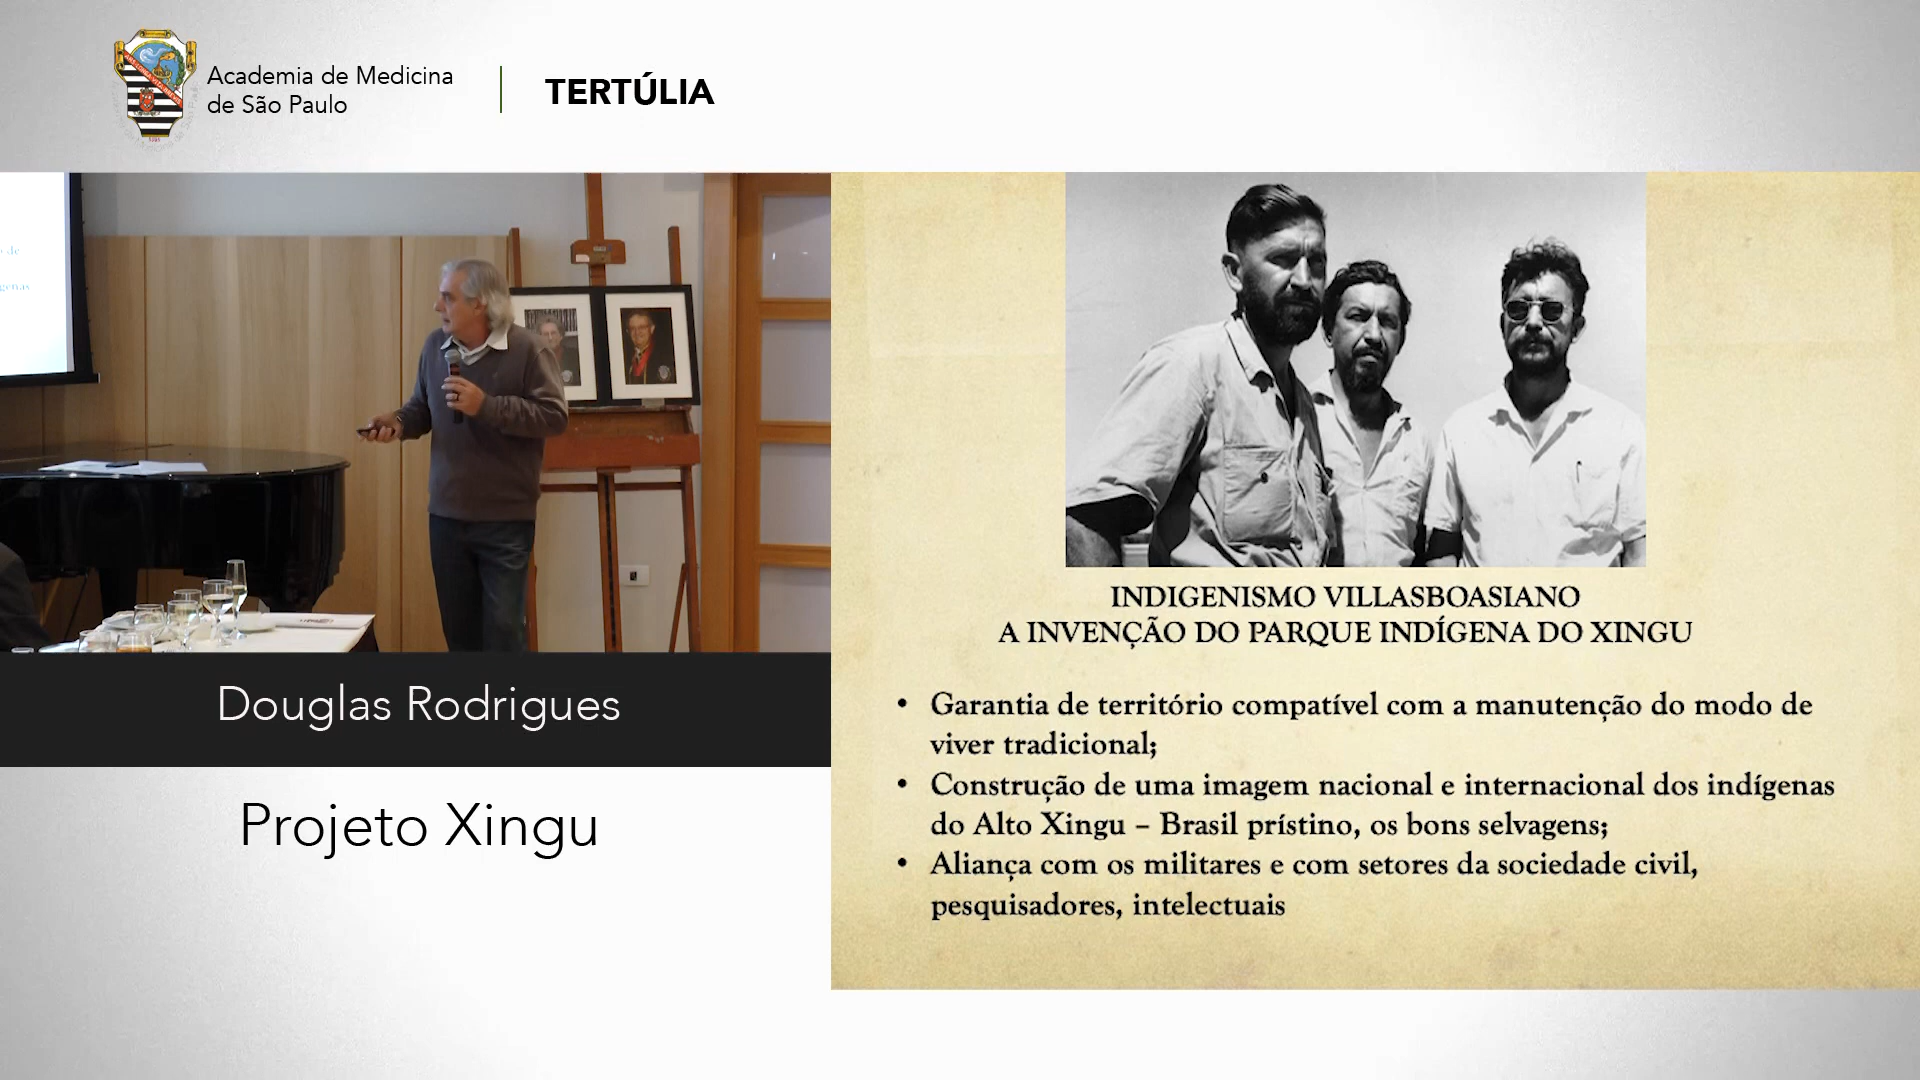 Academia de Medicina
de São Paulo
TERTÚLIA
de
genas
Douglas Rodrigues
Projeto Xingu
INDIGENISMO VILLASBOASIANO
A INVENÇÃO DO PARQUE INDÍGENA DO XINGU
• Garantia de território compatível com a manutenção do modo de
viver tradicional;
• Construção de uma imagem nacional e internacional dos indígenas
do Alto Xingu – Brasil prístino, os bons selvagens;
• Aliança com os militares e com setores da sociedade civil,
pesquisadores, intelectuais